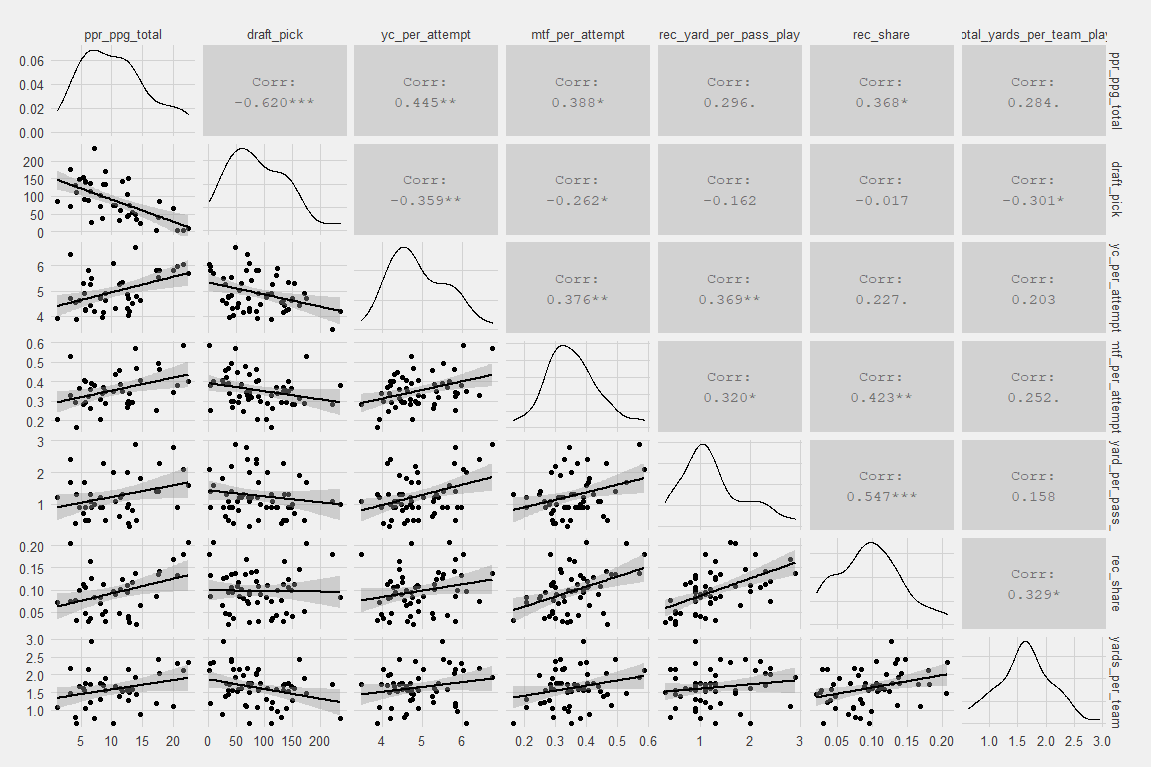 ppr_ppg_total draft_pick yc_per_attempt mtf_per_attempt rec_yard_per_pass_play rec_share otal_yards_per_team_play
0.06
0.04
0.02
0.00
Corr:
-0.620***
Corr:
0.445**
Corr:
0.388*
Corr:
0.296.
Corr:
0.368*
Corr:
0.284.
ppr_ppg_total
200
150
100
50
0
Corr:
-0.359**
Corr:
-0.262*
Corr:
-0.162
Corr:
-0.017
Corr:
-0.301*
draft_pick
6
5
4
Corr:
0.376**
Corr:
0.369**
Corr:
0.227.
Corr:
0.203
yc_per_attempt
0.6
0.5
0.4
0.3
0.2
Corr:
0.320*
Corr:
0.423**
Corr:
0.252.
mtf_per_attempt
3
2
1
Corr:
0.547***
Corr:
0.158
yard_per_pass_
0.20
0.15
0.10
0.05
Corr:
0.329*
rec_share
3.0
2.5
2.0
1.5
1.0
yards_per_team
5 10 15 20
0 50 100 150 200
4 5 6
0.2 0.3 0.4 0.5 0.6
1 2 3
0.05 0.10 0.15 0.20
1.0 1.5 2.0 2.5 3.0